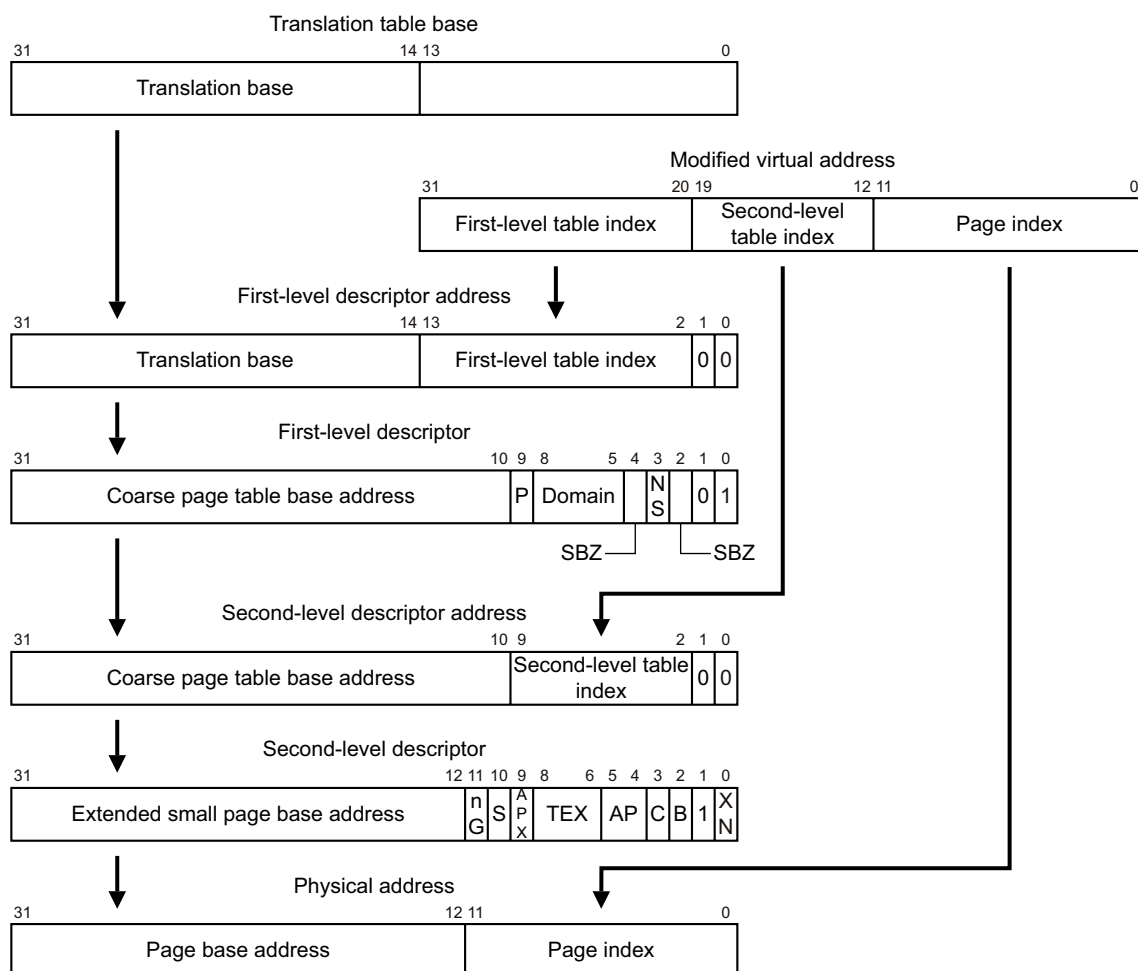 Translation table base
31 14 13 0
Translation base
Modified virtual address
31 20 19 12 11 0
First-level table index
Second-level
table index
Page index
First-level descriptor address
31 14 13 2 1 0
Translation base
First-level table index
0 0
First-level descriptor
31 10 9 8 5 4 3 2 1 0
Coarse page table base address
P
Domain
N
S
0 1
SBZ
SBZ
Second-level descriptor address
31 10 9 2 1 0
Coarse page table base address
Second-level table
index
0 0
Second-level descriptor
31 12 11 10 9 8 6 5 4 3 2 1 0
Extended small page base address
n
G
S
A
P
X
TEX
AP
C
B
1
X
N
Physical address
31 12 11 0
Page base address
Page index